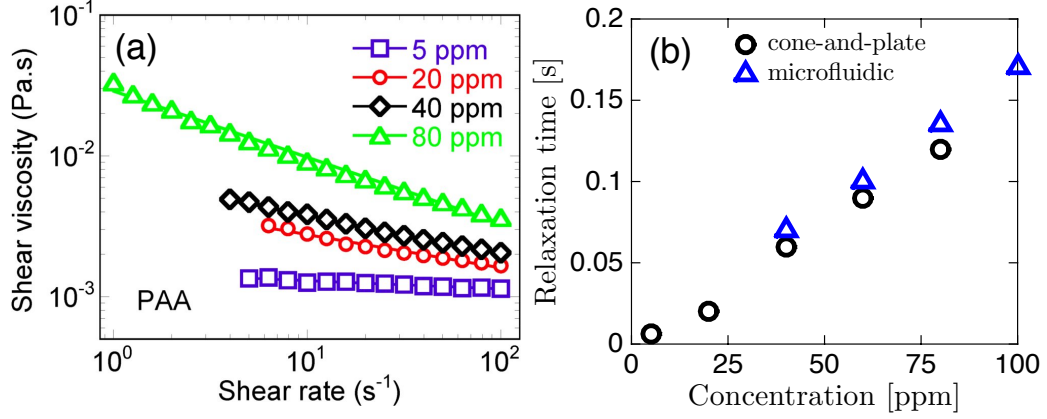 (a)
5 ppm
20 ppm
40 ppm
80 ppm
PAA
10⁻¹
10⁻²
10⁻³
Shear viscosity (Pa.s)
10⁰ 10¹ 10²
Shear rate (s⁻¹)
(b)
cone-and-plate
microfluidic
0.2
0.15
0.1
0.05
0
Relaxation time [s]
0 25 50 75 100
Concentration [ppm]